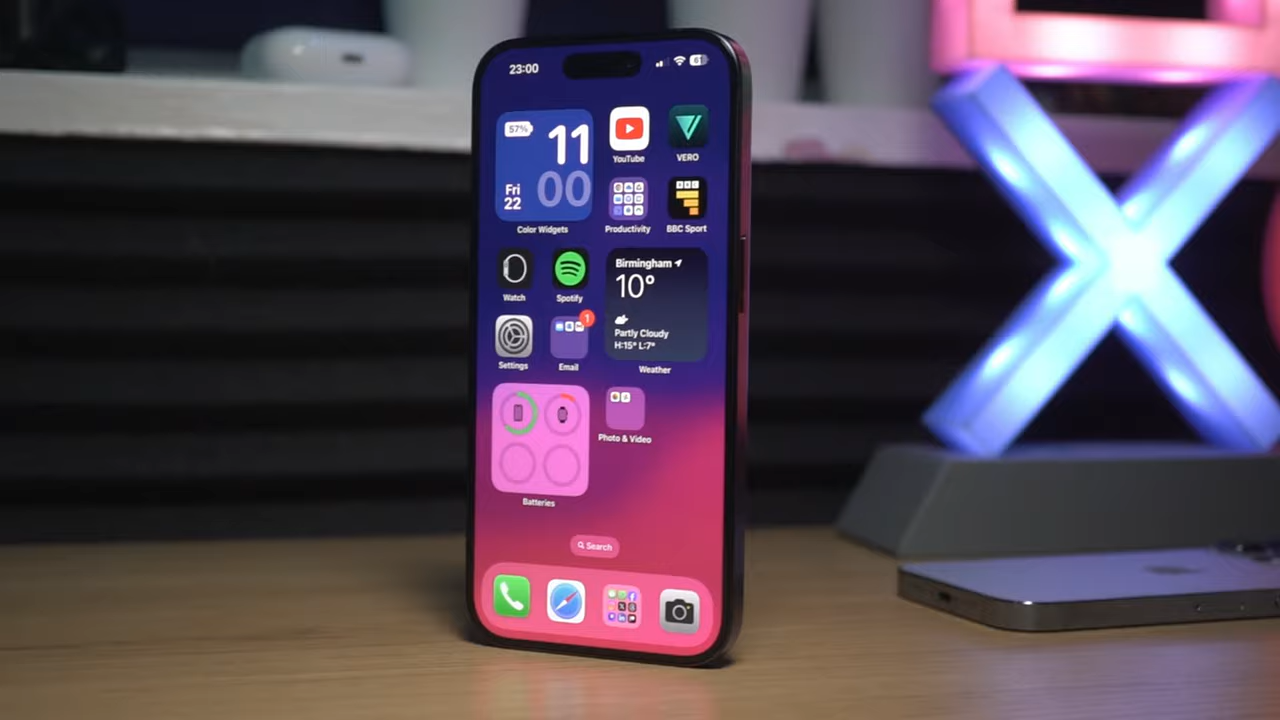 23:00
57%
11
00
Fri
22
Color Widgets
YouTube
VERO
Productivity
BBC Sport
Watch
Spotify
Birmingham
10°
Partly Cloudy
H:15° L:7°
Weather
Settings
1
Email
Batteries
Photo & Video
Search